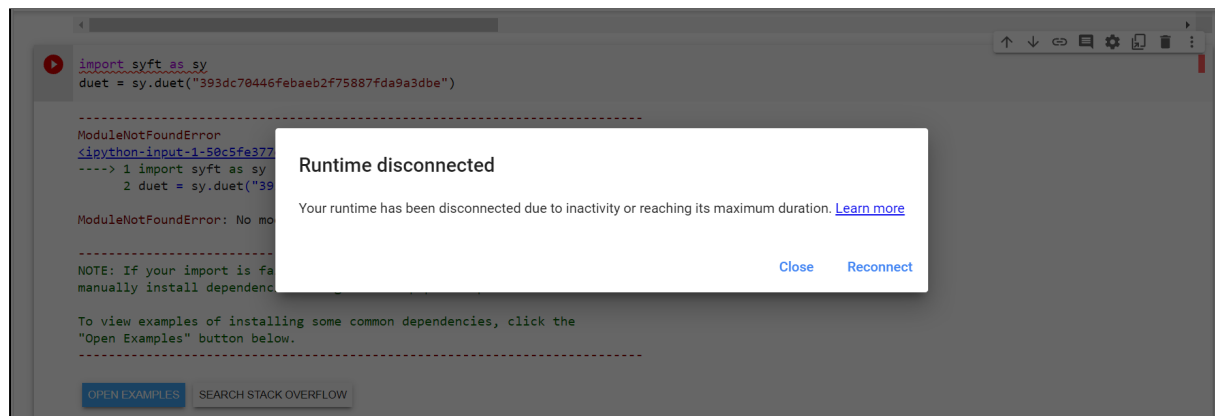 import syft as sy
duet = sy.duet("393dc70446febaeb2f75887fda9a3dbe")
---------------------------------------------------------------------------
ModuleNotFoundError
<ipython-input-1-50c5fe377
----> 1 import syft as sy
2 duet = sy.duet("39
ModuleNotFoundError: No mo
---------------------------------------------------------------------------
NOTE: If your import is fa
manually install dependenc
To view examples of installing some common dependencies, click the
"Open Examples" button below.
---------------------------------------------------------------------------
OPEN EXAMPLES SEARCH STACK OVERFLOW
Runtime disconnected
Your runtime has been disconnected due to inactivity or reaching its maximum duration. Learn more
Close Reconnect